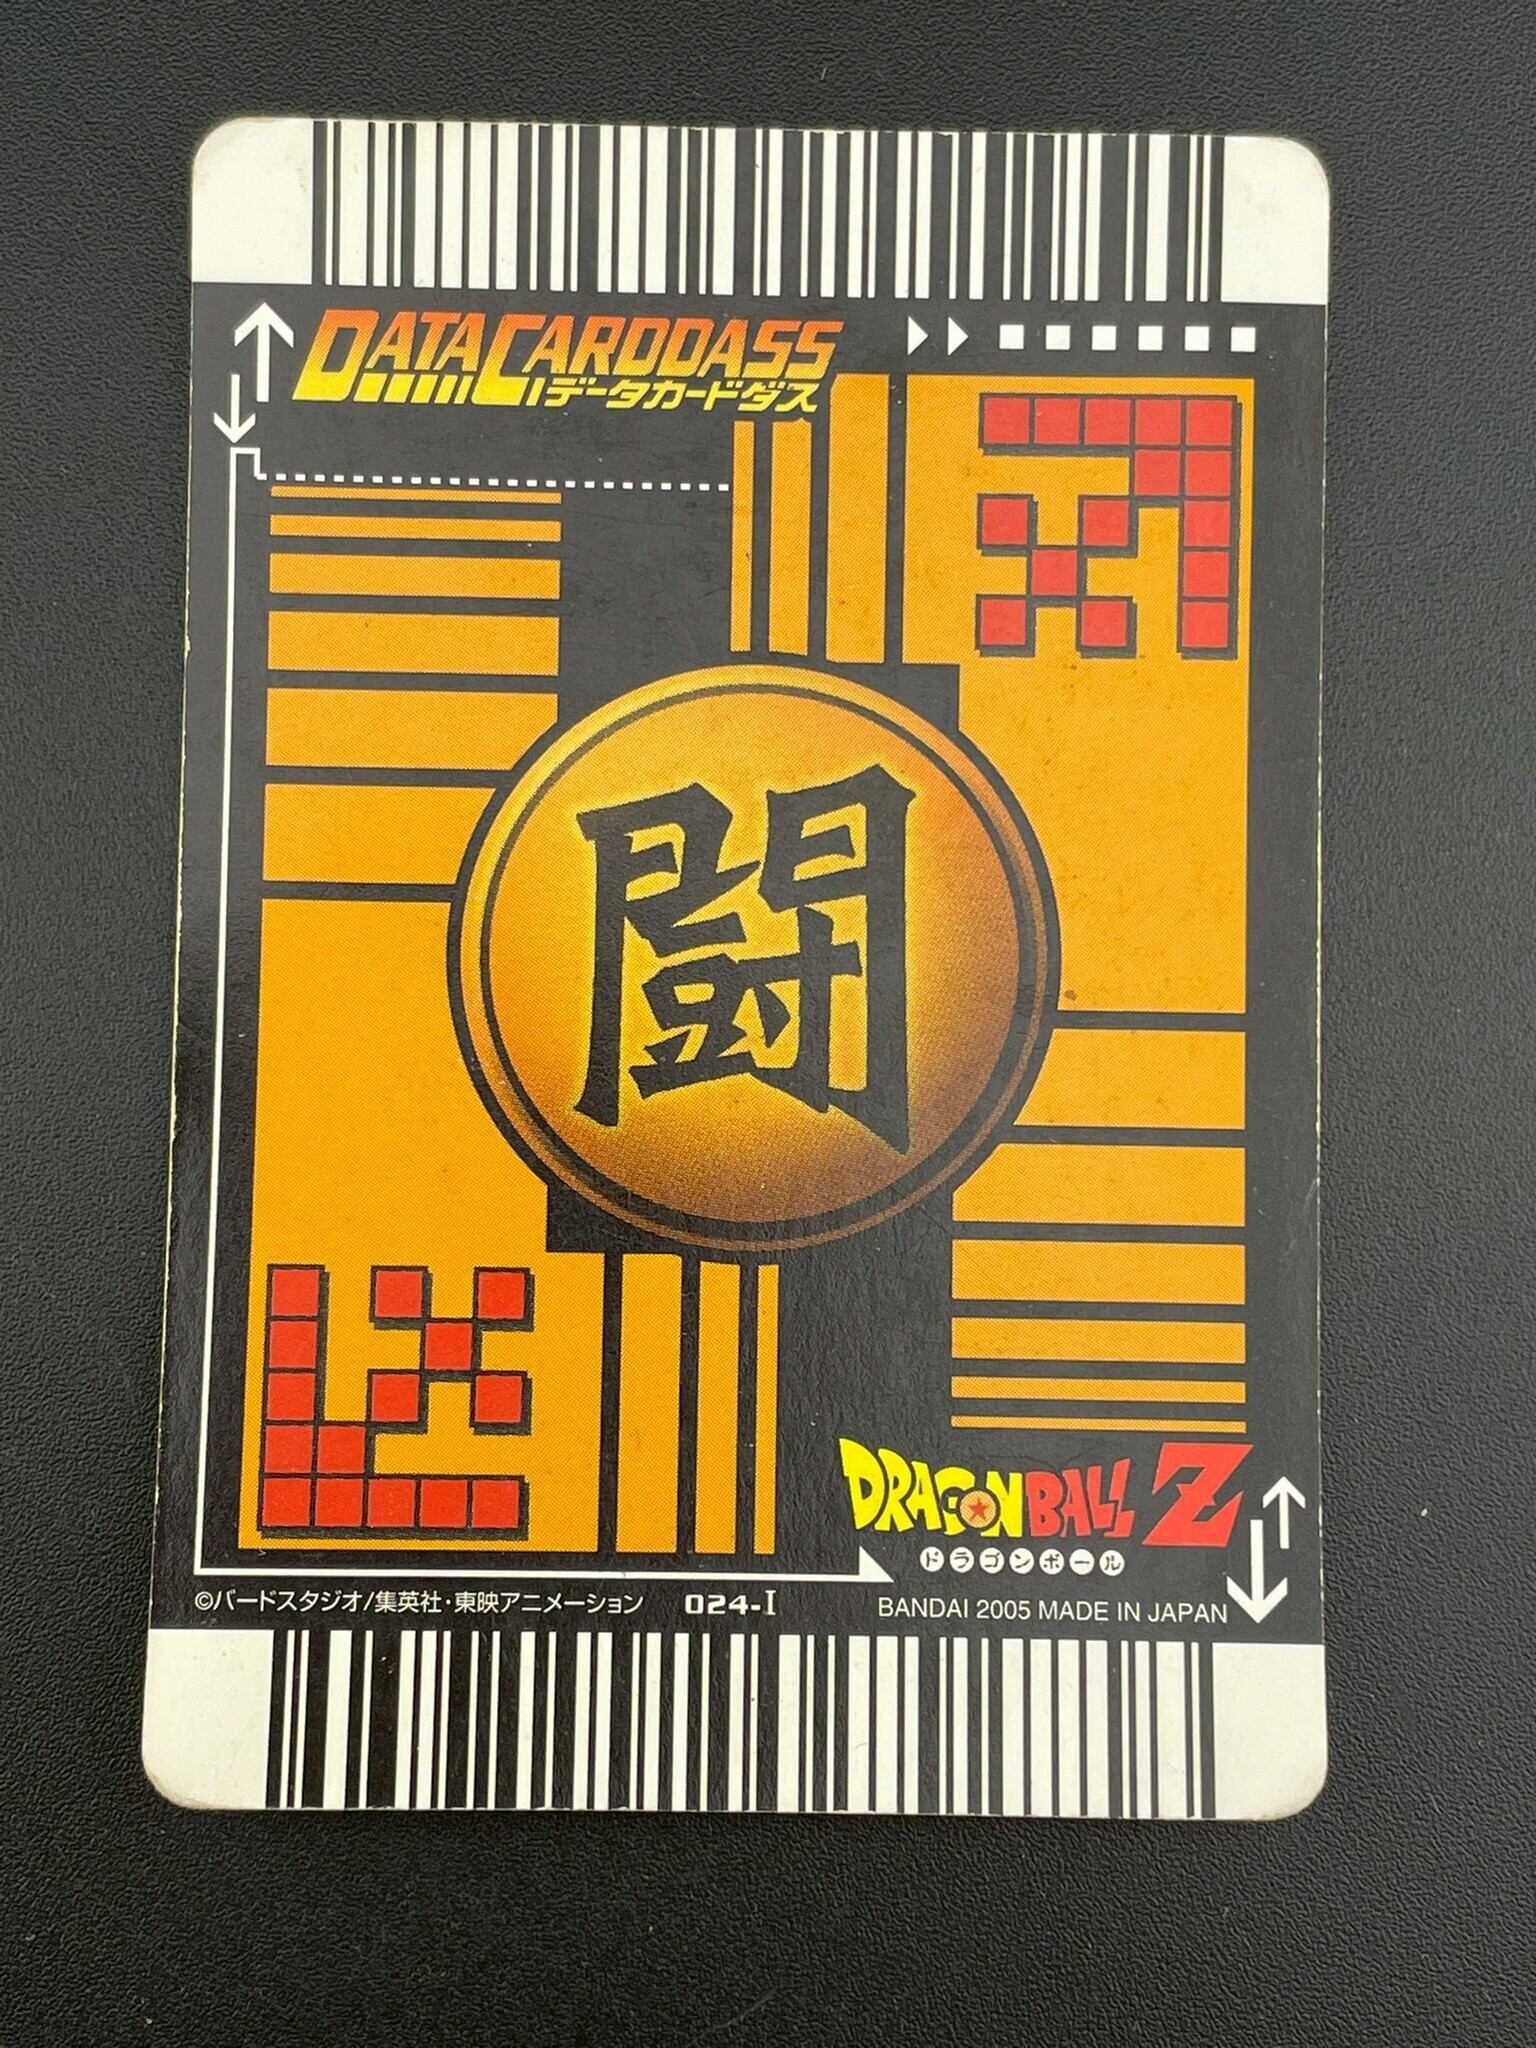 DATACARDDASS
データカードダス
闘
DRAGONBALL Z
ドラゴンボール
©バードスタジオ/集英社・東映アニメーション 024-I BANDAI 2005 MADE IN JAPAN